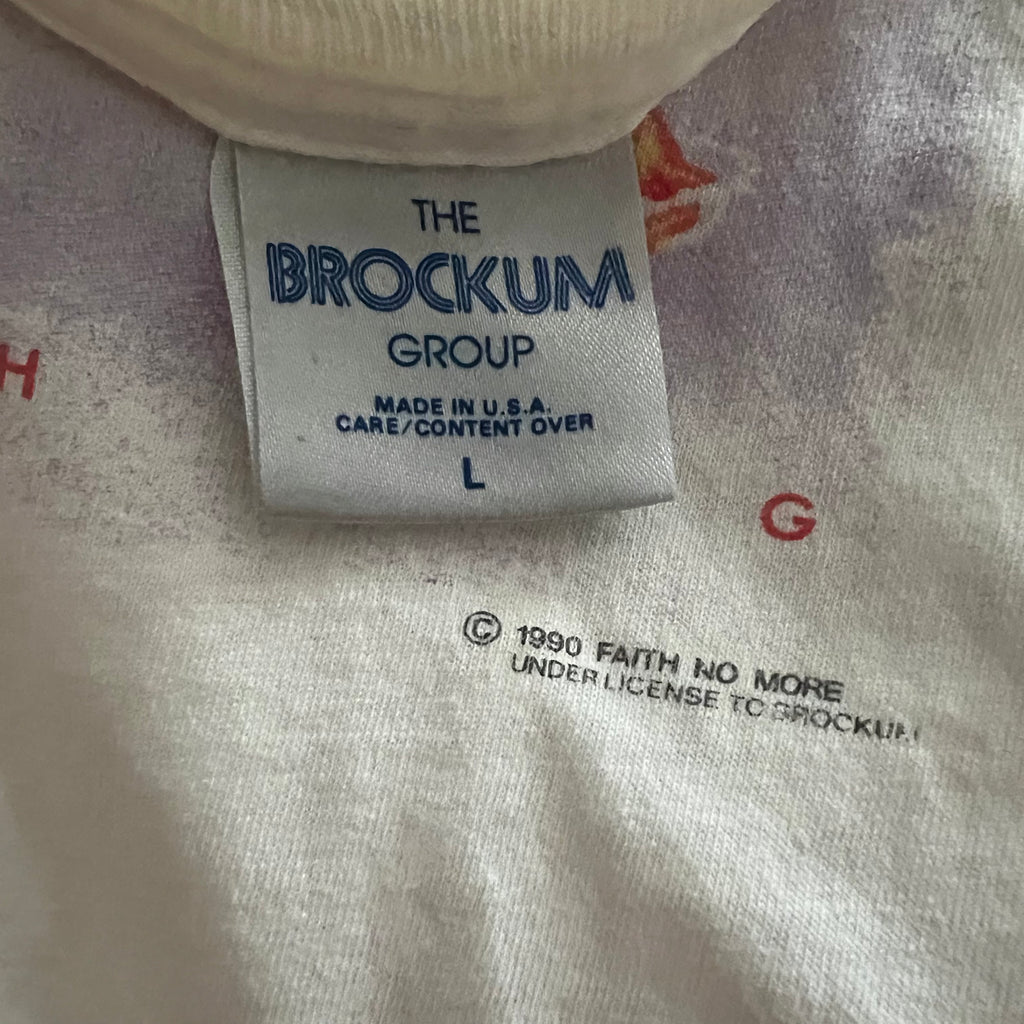 THE
BROCKUM
GROUP
MADE IN U.S.A.
CARE/CONTENT OVER
L
H
G
© 1990 FAITH NO MORE
UNDER LICENSE TO BROCKUM